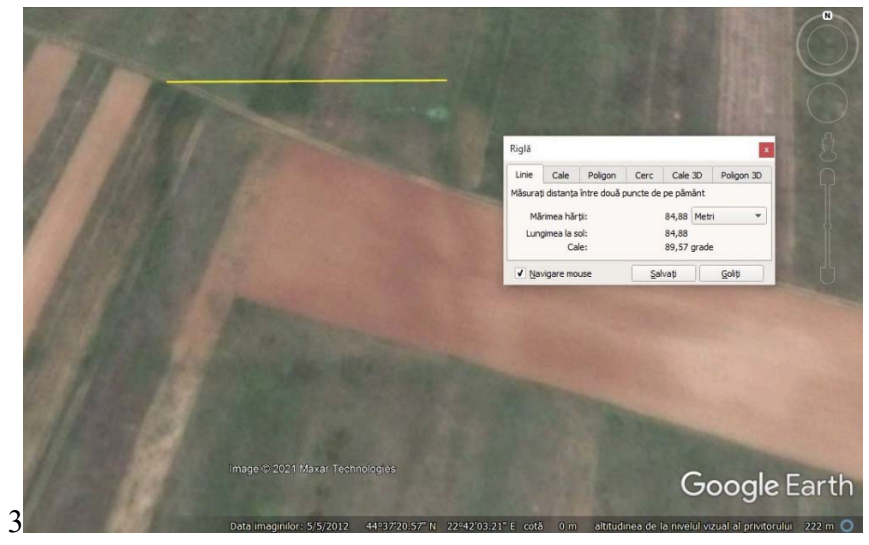 N
Riglă x
Linie Cale Poligon Cerc Cale 3D Poligon 3D
Măsurați distanța între două puncte de pe pământ
Mărimea hărții: 84,88 Metri
Lungimea la sol: 84,88
Cale: 89,57 grade
Navigare mouse Salvați Goliți
Image © 2021 Maxar Technologies
Google Earth
Data imaginilor: 5/5/2012 44°37'20.57" N 22°42'03.21" E cotă 0 m altitudinea de la nivelul vizual al privitorului 222 m
3